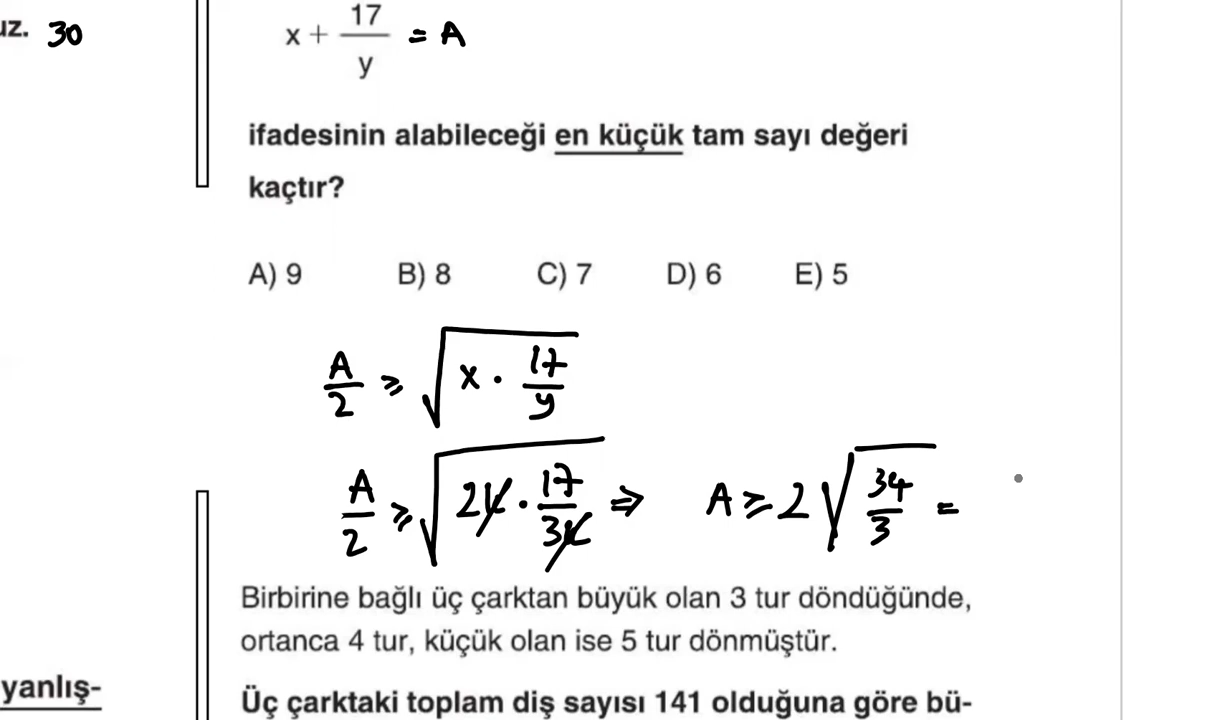 ız. 30
x + 17/y = A
ifadesinin alabileceği en küçük tam sayı değeri
kaçtır?
A) 9 B) 8 C) 7 D) 6 E) 5
A/2 ≥ √(x · 17/y)
A/2 ≥ √(2k · 17/3k) ⇒ A ≥ 2√(34/3) =
Birbirine bağlı üç çarktan büyük olan 3 tur döndüğünde,
ortanca 4 tur, küçük olan ise 5 tur dönmüştür.
yanlış-
Üç çarktaki toplam diş sayısı 141 olduğuna göre bü-